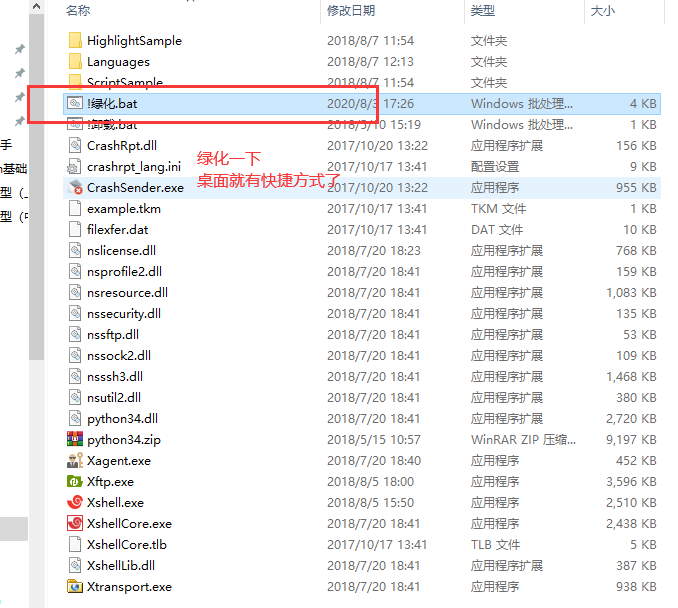 名称 修改日期 类型 大小
HighlightSample 2018/8/7 11:54 文件夹
Languages 2018/8/7 12:13 文件夹
ScriptSample 2018/8/7 11:54 文件夹
!绿化.bat 2020/8/3 17:26 Windows 批处理... 4 KB
!卸载.bat 2018/5/10 15:19 Windows 批处理... 1 KB
手
CrashRpt.dll 2017/10/20 13:22 应用程序扩展 156 KB
绿化一下
crashrpt_lang.ini 2017/10/17 13:41 配置设置 9 KB
基础
桌面就有快捷方式了
CrashSender.exe 2017/10/20 13:22 应用程序 955 KB
型（
example.tkm 2017/10/17 13:41 TKM 文件 1 KB
型（
filexfer.dat 2017/10/17 13:41 DAT 文件 10 KB
nslicense.dll 2018/7/20 18:23 应用程序扩展 768 KB
nsprofile2.dll 2018/7/20 18:41 应用程序扩展 159 KB
nsresource.dll 2018/7/20 18:41 应用程序扩展 1,083 KB
nssecurity.dll 2018/7/20 18:41 应用程序扩展 135 KB
nssftp.dll 2018/7/20 18:41 应用程序扩展 53 KB
nssock2.dll 2018/7/20 18:41 应用程序扩展 109 KB
nsssh3.dll 2018/7/20 18:41 应用程序扩展 1,468 KB
nsutil2.dll 2018/7/20 18:41 应用程序扩展 380 KB
python34.dll 2018/7/20 18:41 应用程序扩展 2,720 KB
python34.zip 2018/5/15 10:57 WinRAR ZIP 压缩... 9,197 KB
Xagent.exe 2018/7/20 18:40 应用程序 452 KB
Xftp.exe 2018/8/5 18:00 应用程序 3,596 KB
Xshell.exe 2018/8/5 15:50 应用程序 2,510 KB
XshellCore.exe 2018/7/20 18:41 应用程序 2,438 KB
XshellCore.tlb 2017/10/17 13:41 TLB 文件 5 KB
XshellLib.dll 2018/7/20 18:41 应用程序扩展 387 KB
Xtransport.exe 2018/7/20 18:41 应用程序 938 KB